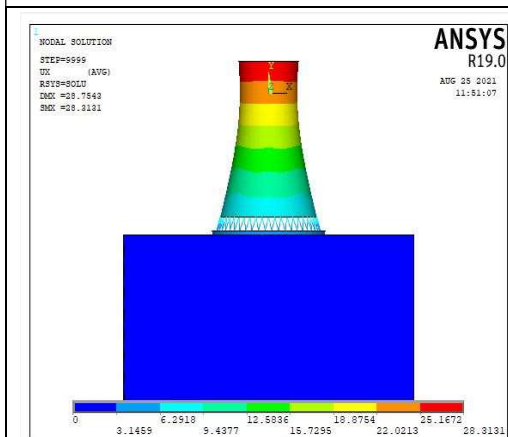 1
NODAL SOLUTION
STEP=9999
UX (AVG)
RSYS=SOLU
DMX =28.7543
SMX =28.3131
ANSYS
R19.0
AUG 25 2021
11:51:07
Y
Z X
0 6.2918 12.5836 18.8754 25.1672
3.1459 9.4377 15.7295 22.0213 28.3131